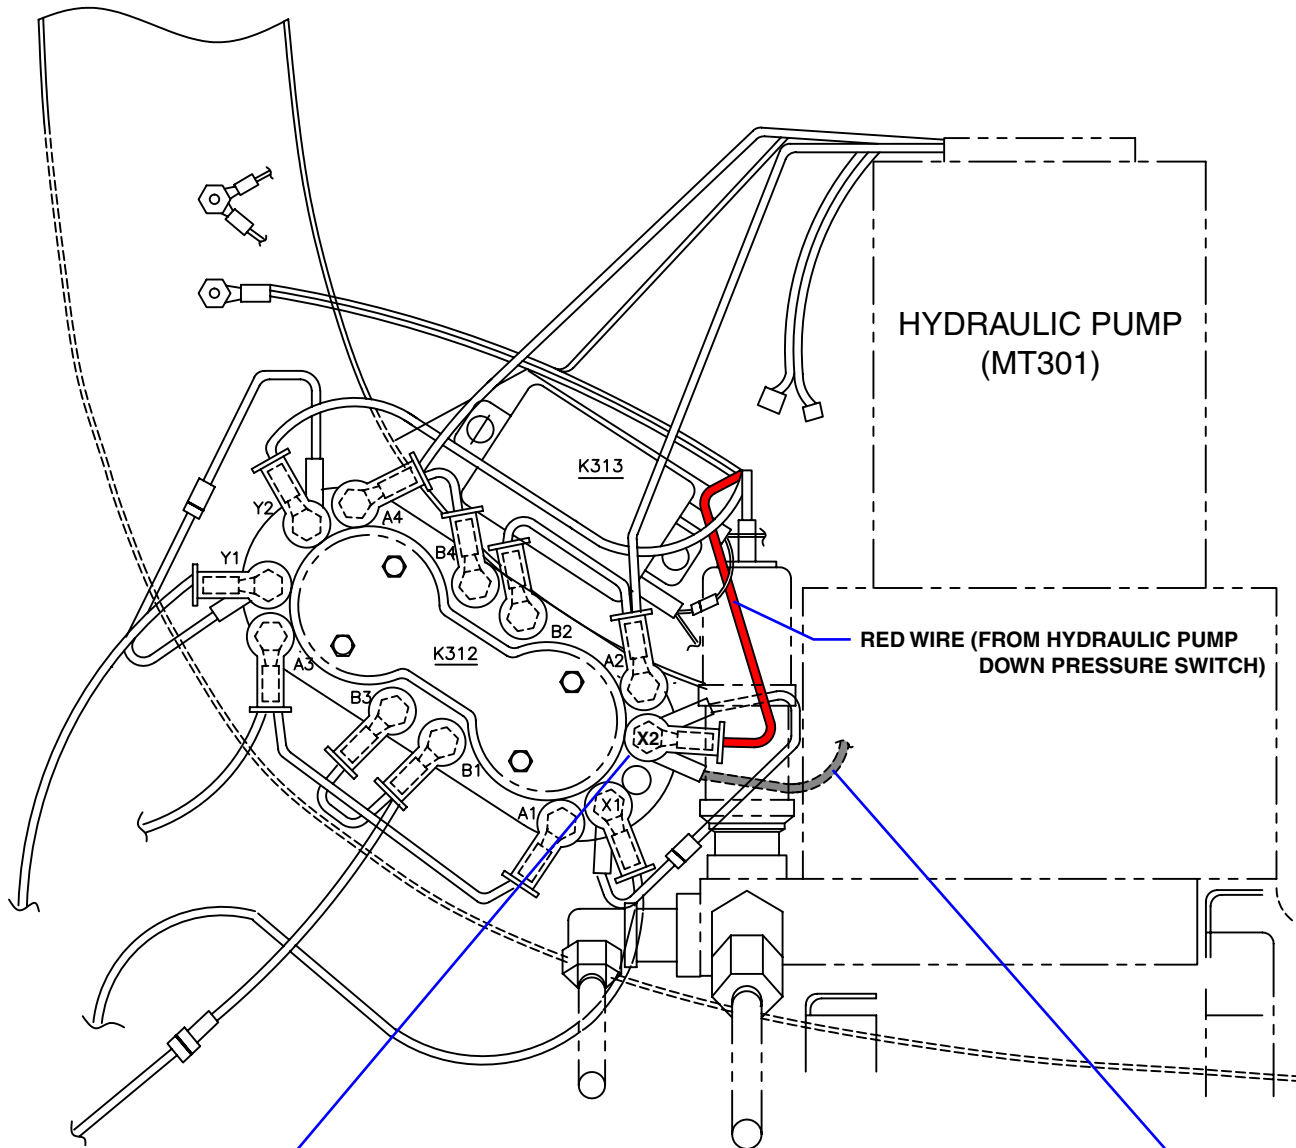 HYDRAULIC PUMP
(MT301)
K313
Y2
A4
Y1
B4
B2
RED WIRE (FROM HYDRAULIC PUMP
DOWN PRESSURE SWITCH)
K312
A3
A2
B3
X2
B1
A1
X1